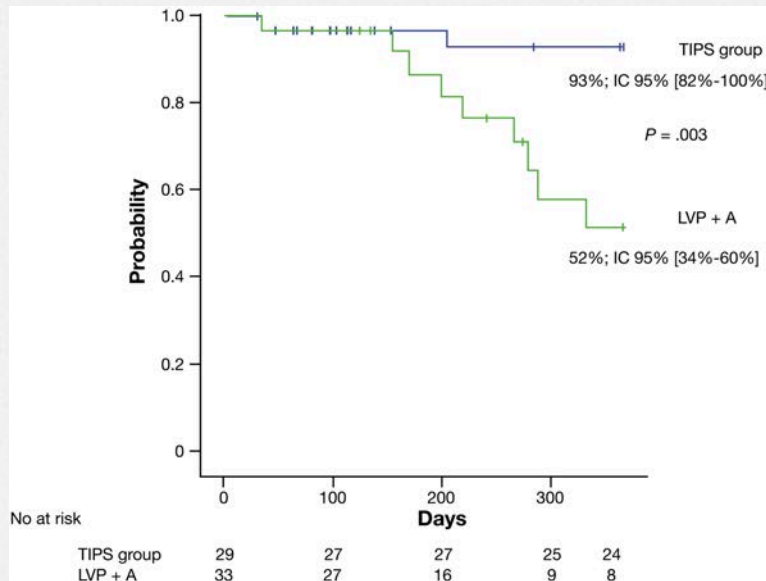 1.0
0.8
0.6
0.4
0.2
0
Probability
TIPS group
93%; IC 95% [82%-100%]
P = .003
LVP + A
52%; IC 95% [34%-60%]
0 100 200 300
Days
No at risk
TIPS group 29 27 27 25 24
LVP + A 33 27 16 9 8